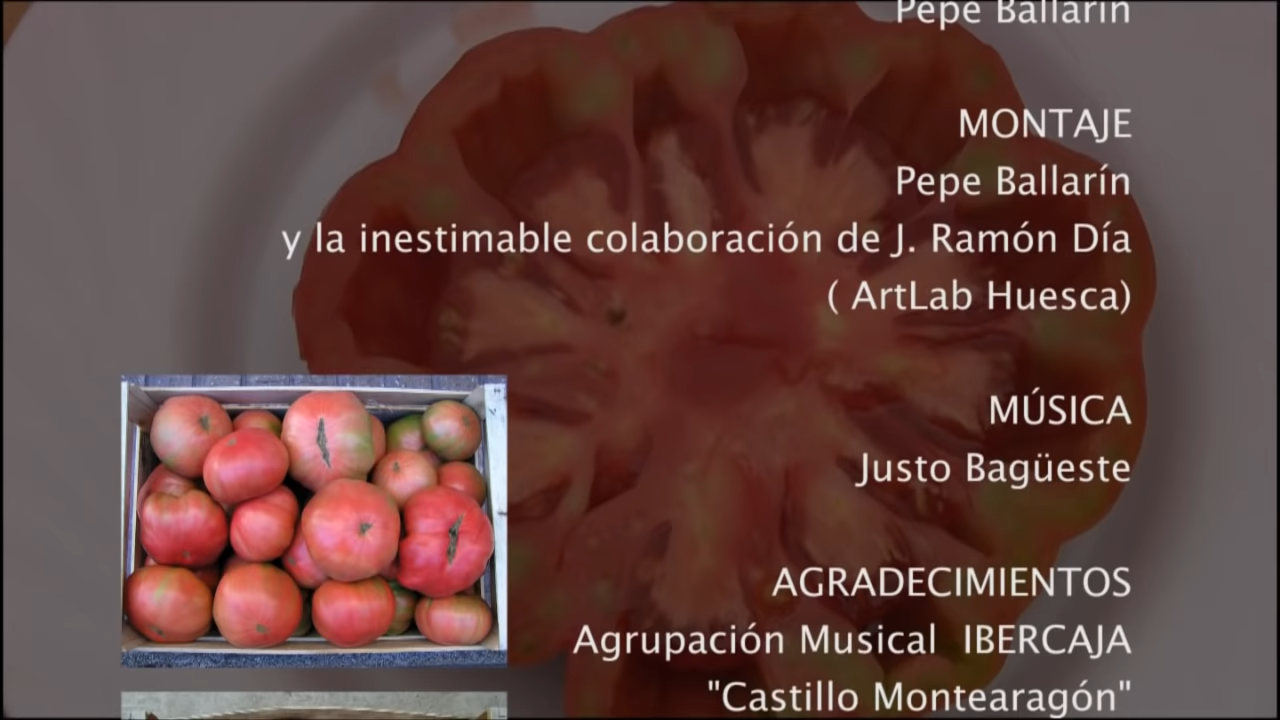 Pepe Ballarín
MONTAJE
Pepe Ballarín
y la inestimable colaboración de J. Ramón Día
( ArtLab Huesca)
MÚSICA
Justo Bagüeste
AGRADECIMIENTOS
Agrupación Musical  IBERCAJA
"Castillo Montearagón"